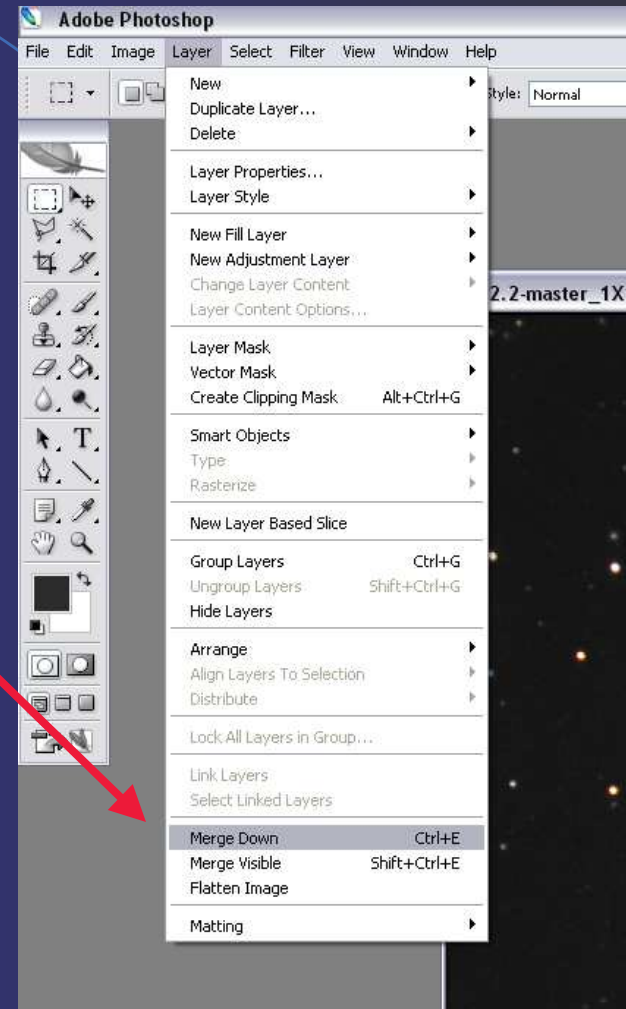 Adobe Photoshop
File Edit Image Layer Select Filter View Window Help
Style: Normal
New
Duplicate Layer...
Delete
Layer Properties...
Layer Style
New Fill Layer
New Adjustment Layer
Change Layer Content
Layer Content Options...
Layer Mask
Vector Mask
Create Clipping Mask Alt+Ctrl+G
Smart Objects
Type
Rasterize
New Layer Based Slice
Group Layers Ctrl+G
Ungroup Layers Shift+Ctrl+G
Hide Layers
Arrange
Align Layers To Selection
Distribute
Lock All Layers in Group...
Link Layers
Select Linked Layers
Merge Down Ctrl+E
Merge Visible Shift+Ctrl+E
Flatten Image
Matting
2.2-master_1X
T